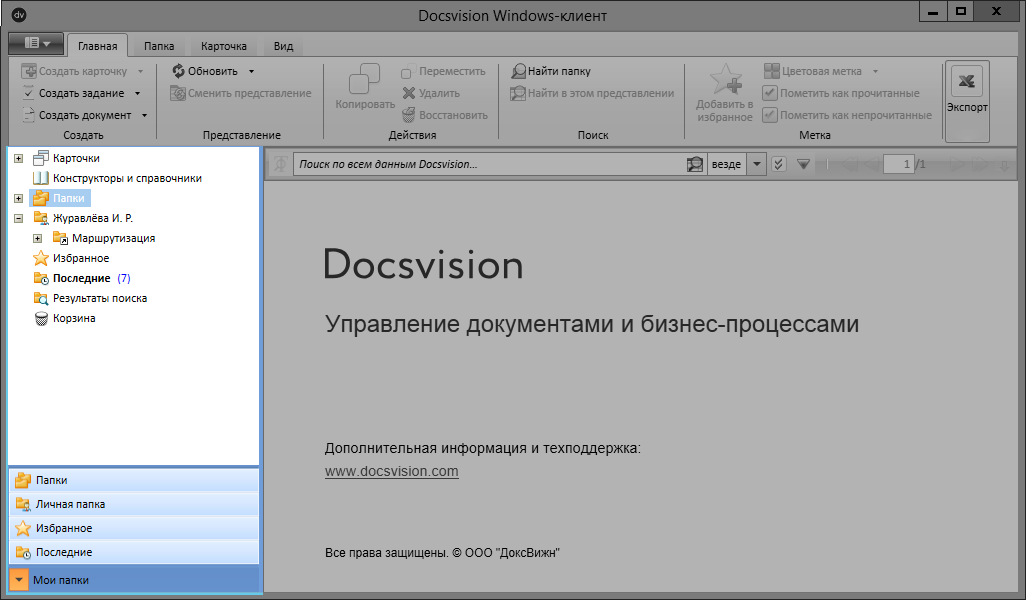 dv
Docsvision Windows-клиент
Главная
Папка
Карточка
Вид
Создать карточку
Создать задание
Создать документ
Создать
Обновить
Сменить представление
Представление
Копировать
Переместить
Удалить
Восстановить
Действия
Найти папку
Найти в этом представлении
Поиск
Добавить в
избранное
Цветовая метка
Пометить как прочитанные
Пометить как непрочитанные
Метка
Экспорт
Карточки
Конструкторы и справочники
Папки
Журавлёва И. Р.
Маршрутизация
Избранное
Последние (7)
Результаты поиска
Корзина
Папки
Личная папка
Избранное
Последние
Мои папки
Поиск по всем данным Docsvision...
везде
1 /1
Docsvision
Управление документами и бизнес-процессами
Дополнительная информация и техподдержка:
www.docsvision.com
Все права защищены. © ООО "ДоксВижн"